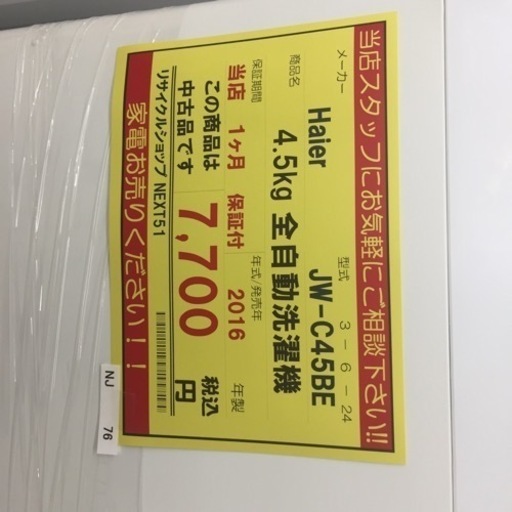 当店スタッフにお気軽にご相談下さい!!
メーカー 型式 3-6-24
Haier JW-C45BE
商品名
4.5kg 全自動洗濯機
保証期間 年式/発売年
当店 1ヶ月 保証付 2016 年製
この商品は
中古品です
7,700 税込
円
リサイクルショップ NEXT51
家電お売りください!!
NJ 76